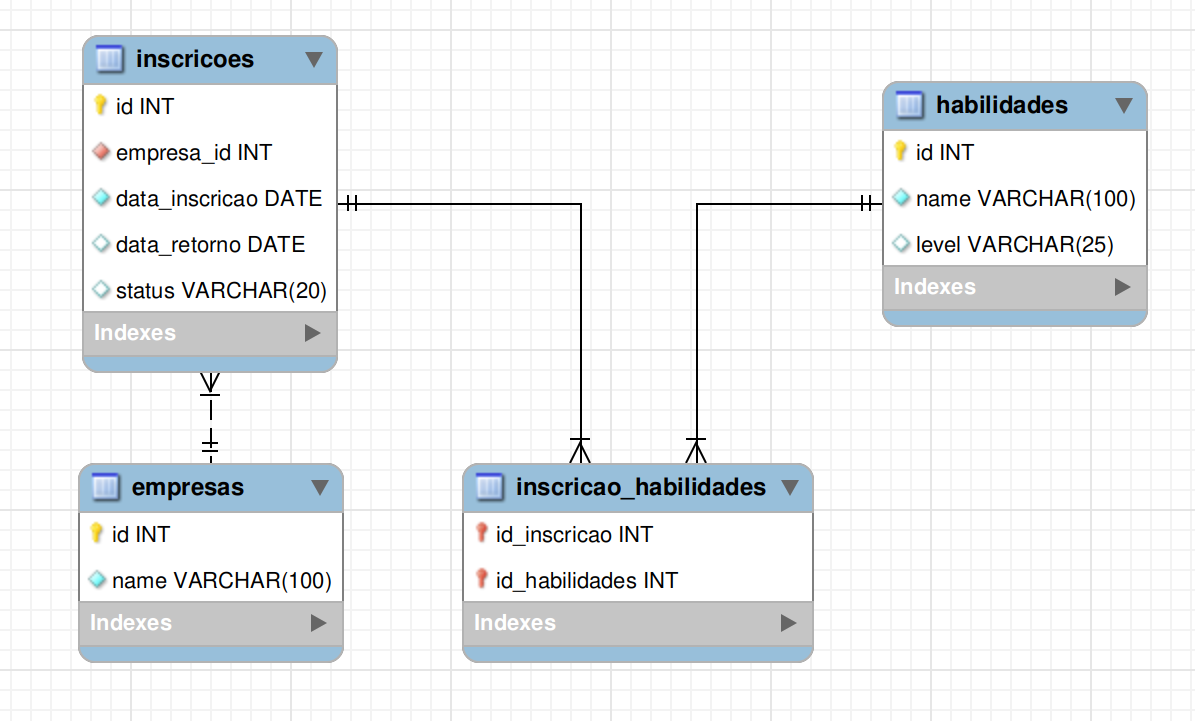 inscricoes
id INT
empresa_id INT
data_inscricao DATE
data_retorno DATE
status VARCHAR(20)
Indexes
habilidades
id INT
name VARCHAR(100)
level VARCHAR(25)
Indexes
empresas
id INT
name VARCHAR(100)
Indexes
inscricao_habilidades
id_inscricao INT
id_habilidades INT
Indexes